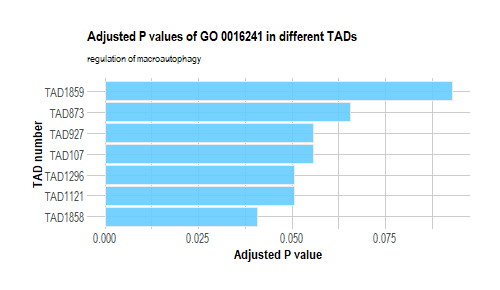 Adjusted P values of GO 0016241 in different TADs
regulation of macroautophagy
TAD1859
TAD873
TAD927
TAD107
TAD1296
TAD1121
TAD1858
TAD number
0.000 0.025 0.050 0.075
Adjusted P value